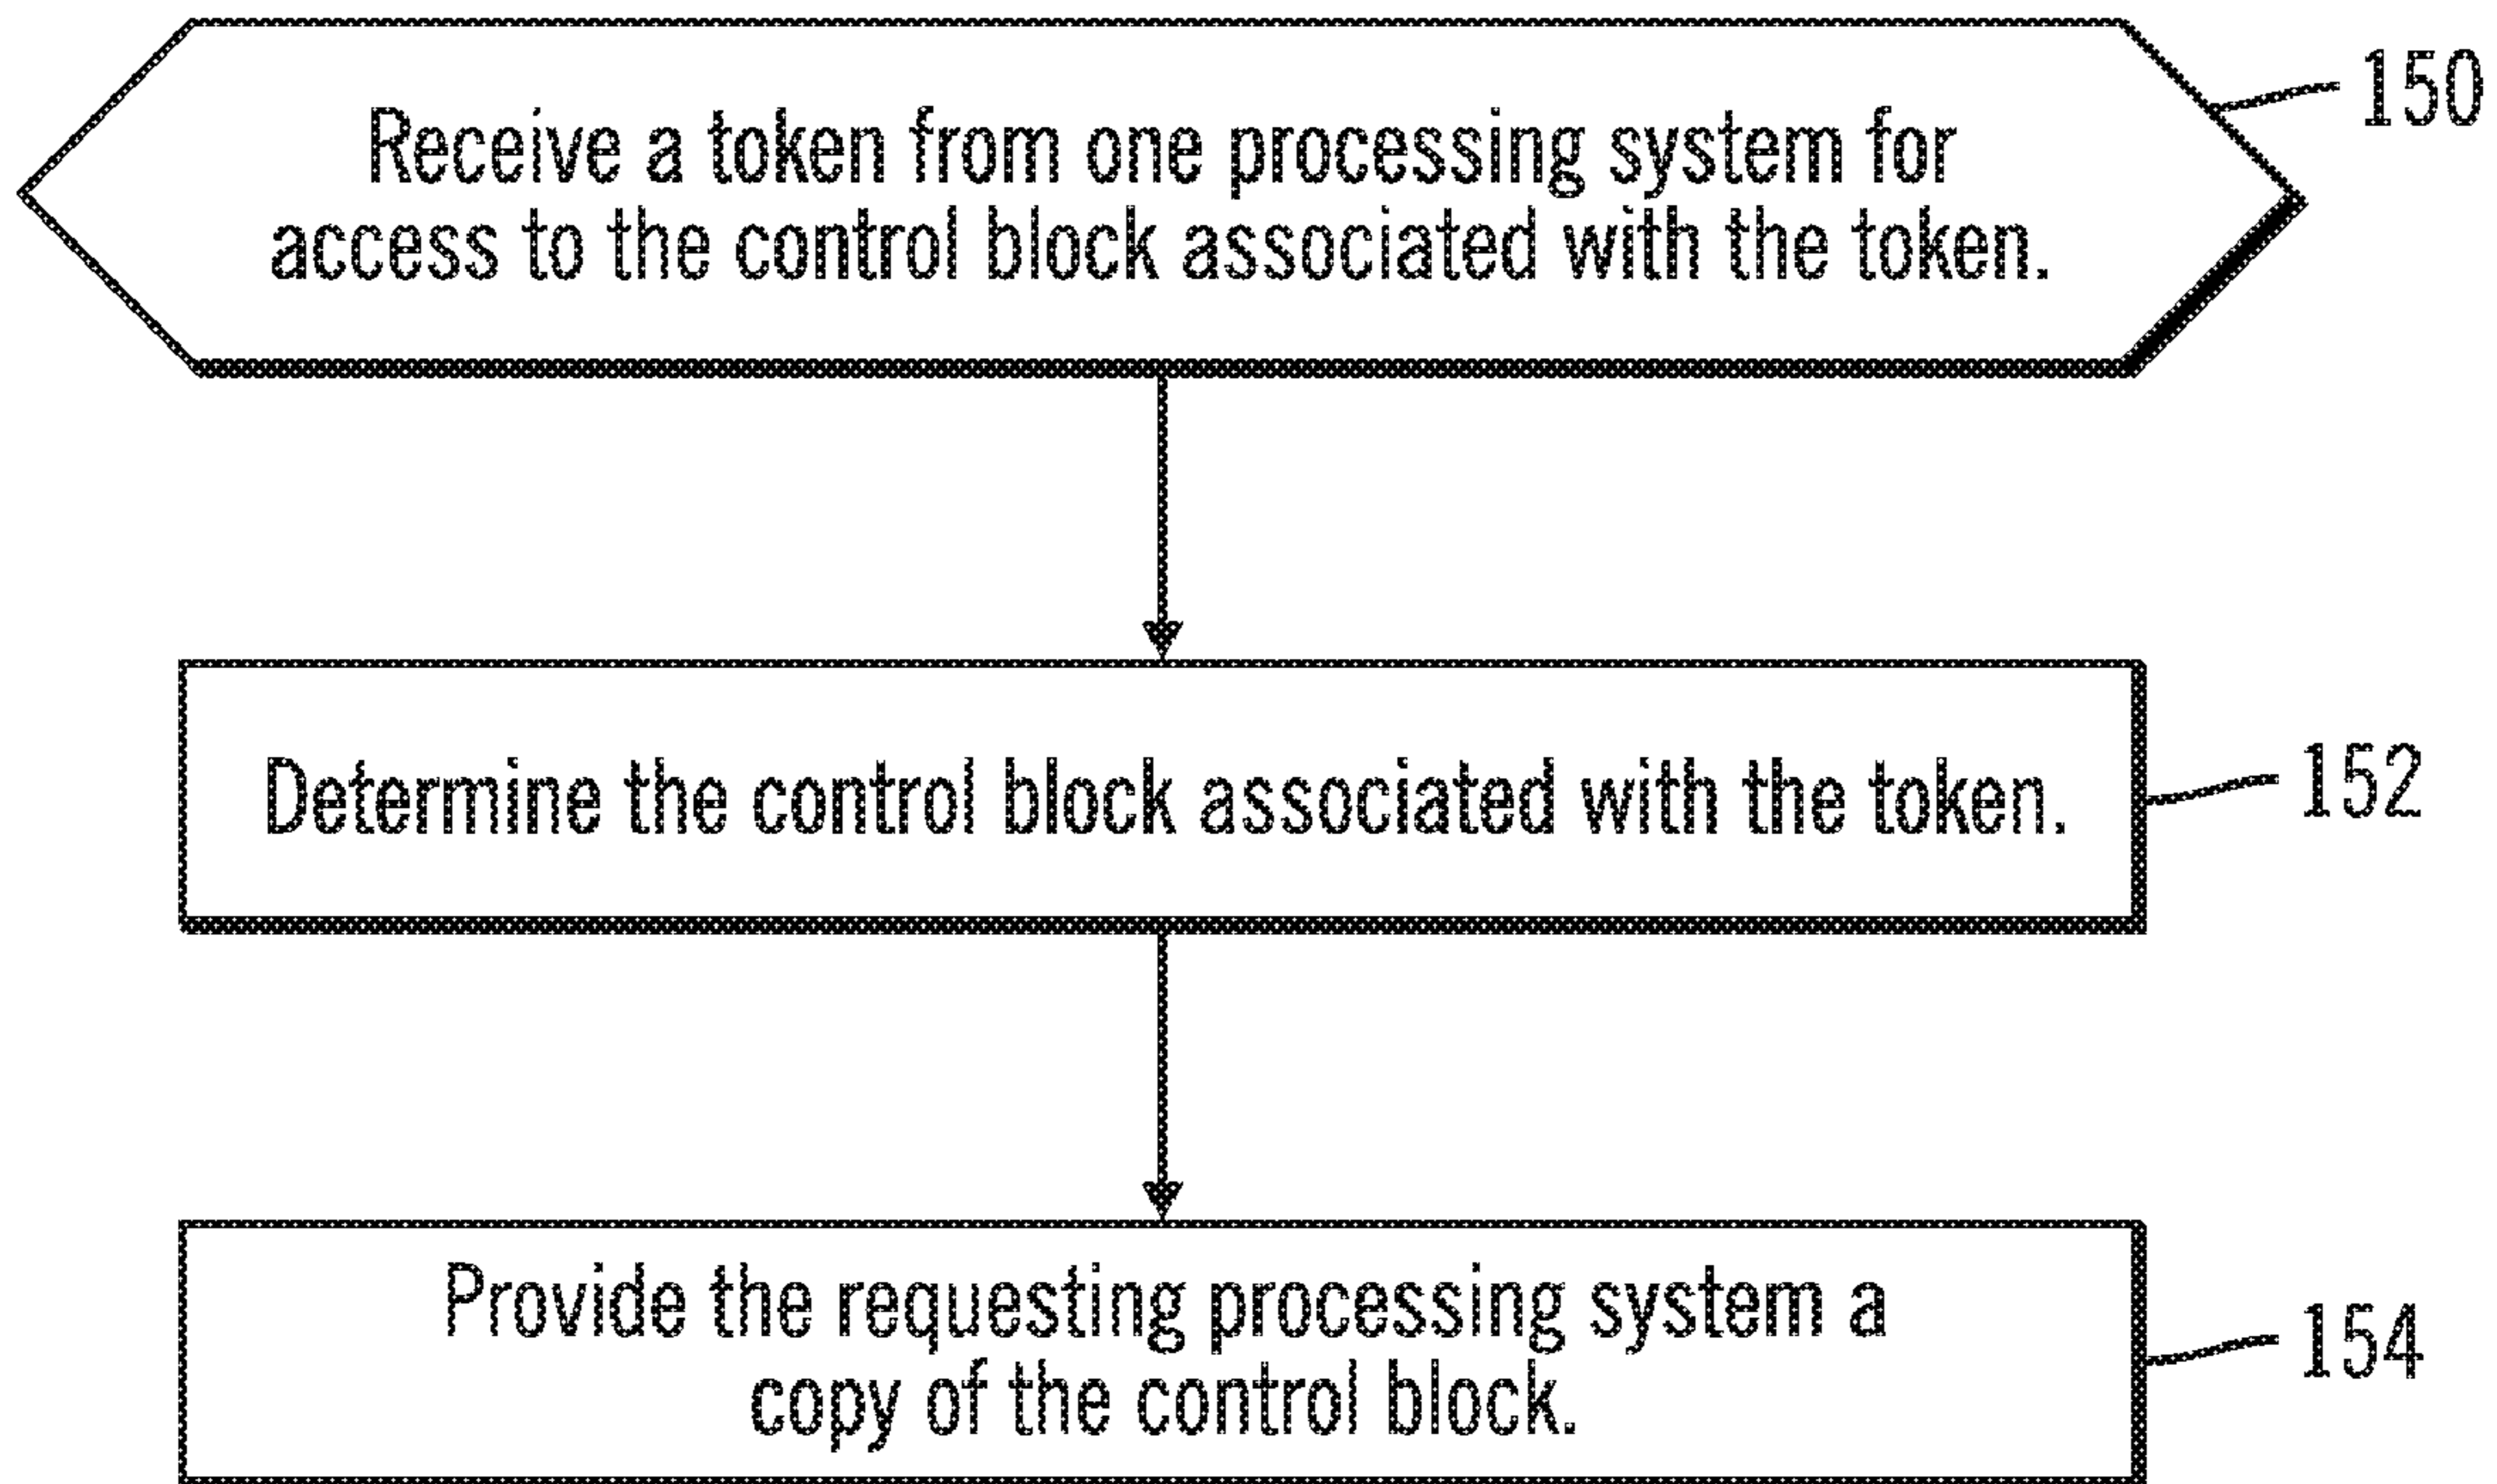 150
Receive a token from one processing system for
access to the control block associated with the token.
Determine the control block associated with the token.
152
Provide the requesting processing system a
copy of the control block.
154